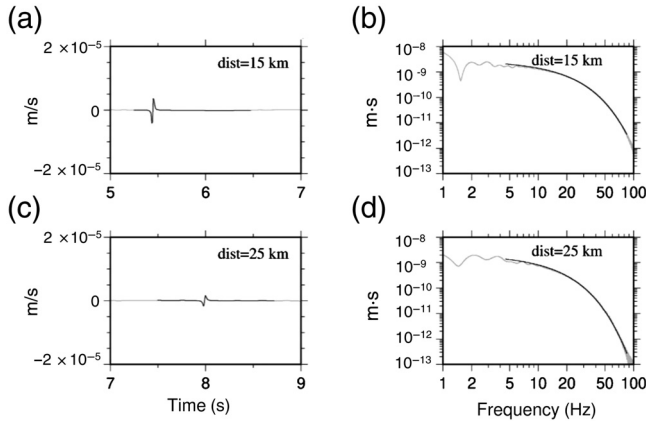 (a)
2 ×10⁻⁵
0
−2 ×10⁻⁵
m/s
dist=15 km
5 6 7
(b)
10⁻⁸
10⁻⁹
10⁻¹⁰
10⁻¹¹
10⁻¹²
10⁻¹³
m·s
dist=15 km
1 2 5 10 20 50 100
(c)
2 ×10⁻⁵
0
−2 ×10⁻⁵
m/s
dist=25 km
7 8 9
Time (s)
(d)
10⁻⁸
10⁻⁹
10⁻¹⁰
10⁻¹¹
10⁻¹²
10⁻¹³
m·s
dist=25 km
1 2 5 10 20 50 100
Frequency (Hz)